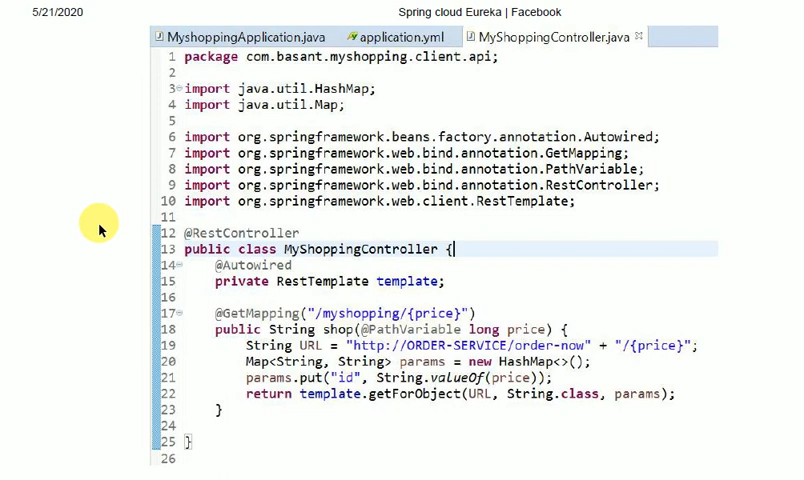 5/21/2020 Spring cloud Eureka | Facebook
MyshoppingApplication.java application.yml MyShoppingController.java
1 package com.basant.myshopping.client.api;
2
3 import java.util.HashMap;
4 import java.util.Map;
5
6 import org.springframework.beans.factory.annotation.Autowired;
7 import org.springframework.web.bind.annotation.GetMapping;
8 import org.springframework.web.bind.annotation.PathVariable;
9 import org.springframework.web.bind.annotation.RestController;
10 import org.springframework.web.client.RestTemplate;
11
12 @RestController
13 public class MyShoppingController {
14 @Autowired
15 private RestTemplate template;
16
17 @GetMapping("/myshopping/{price}")
18 public String shop(@PathVariable long price) {
19 String URL = "http://ORDER-SERVICE/order-now" + "/{price}";
20 Map<String, String> params = new HashMap<>();
21 params.put("id", String.valueOf(price));
22 return template.getForObject(URL, String.class, params);
23 }
24
25 }
26